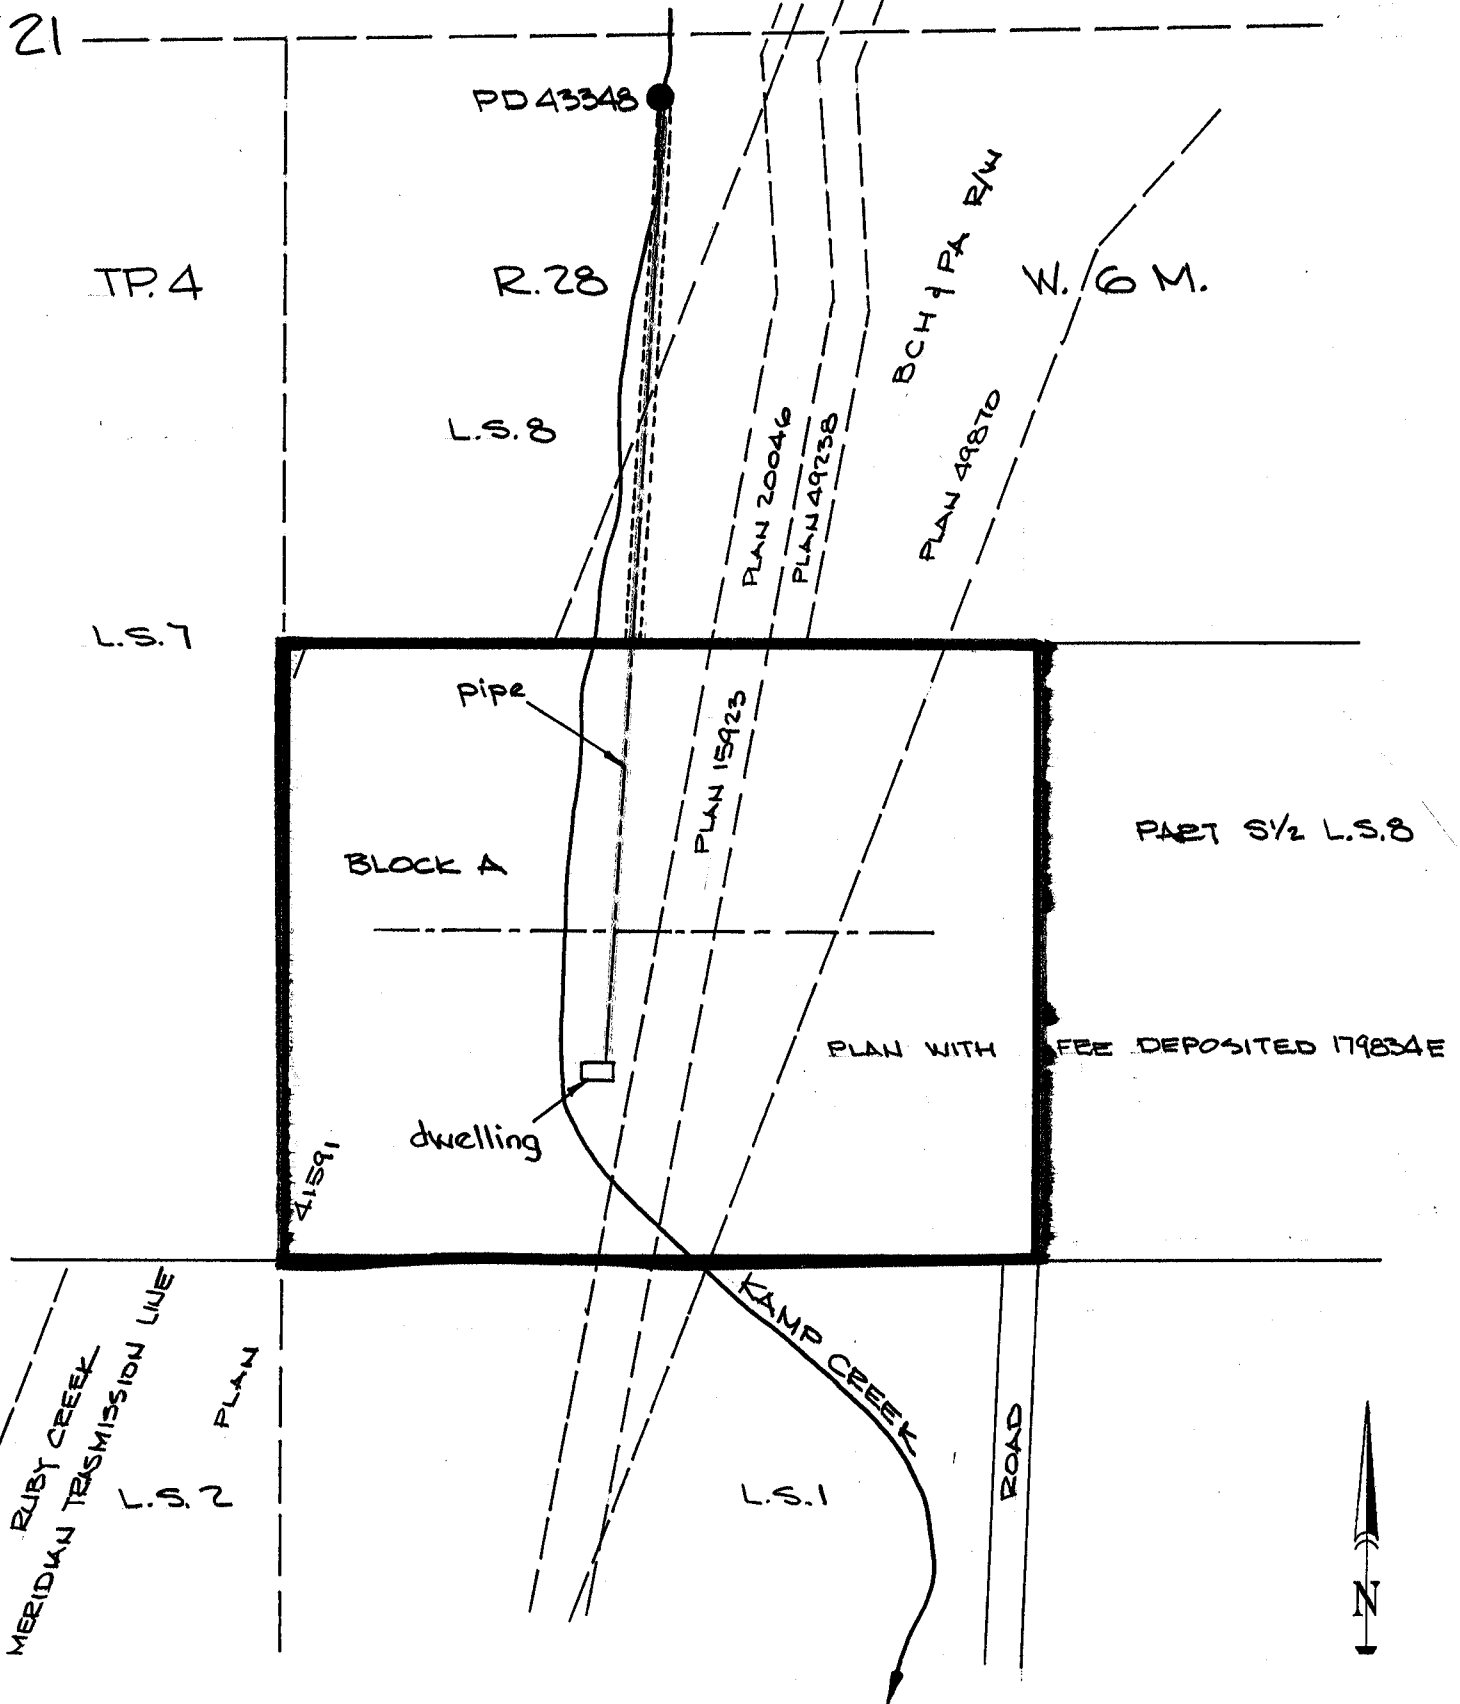 21
PD 43348
TP. 4
R. 28
W. 6 M.
BCH & PA R/W
L.S. 8
PLAN 20046
PLAN 49238
PLAN 49870
L.S. 7
pipe
PLAN 15923
PART S½ L.S. 8
BLOCK A
PLAN WITH FEE DEPOSITED 179834E
dwelling
41591
KAMP CREEK
RUBY CREEK
MERIDIAN TRASMISSION LINE
PLAN
L.S. 2
L.S. 1
ROAD
N